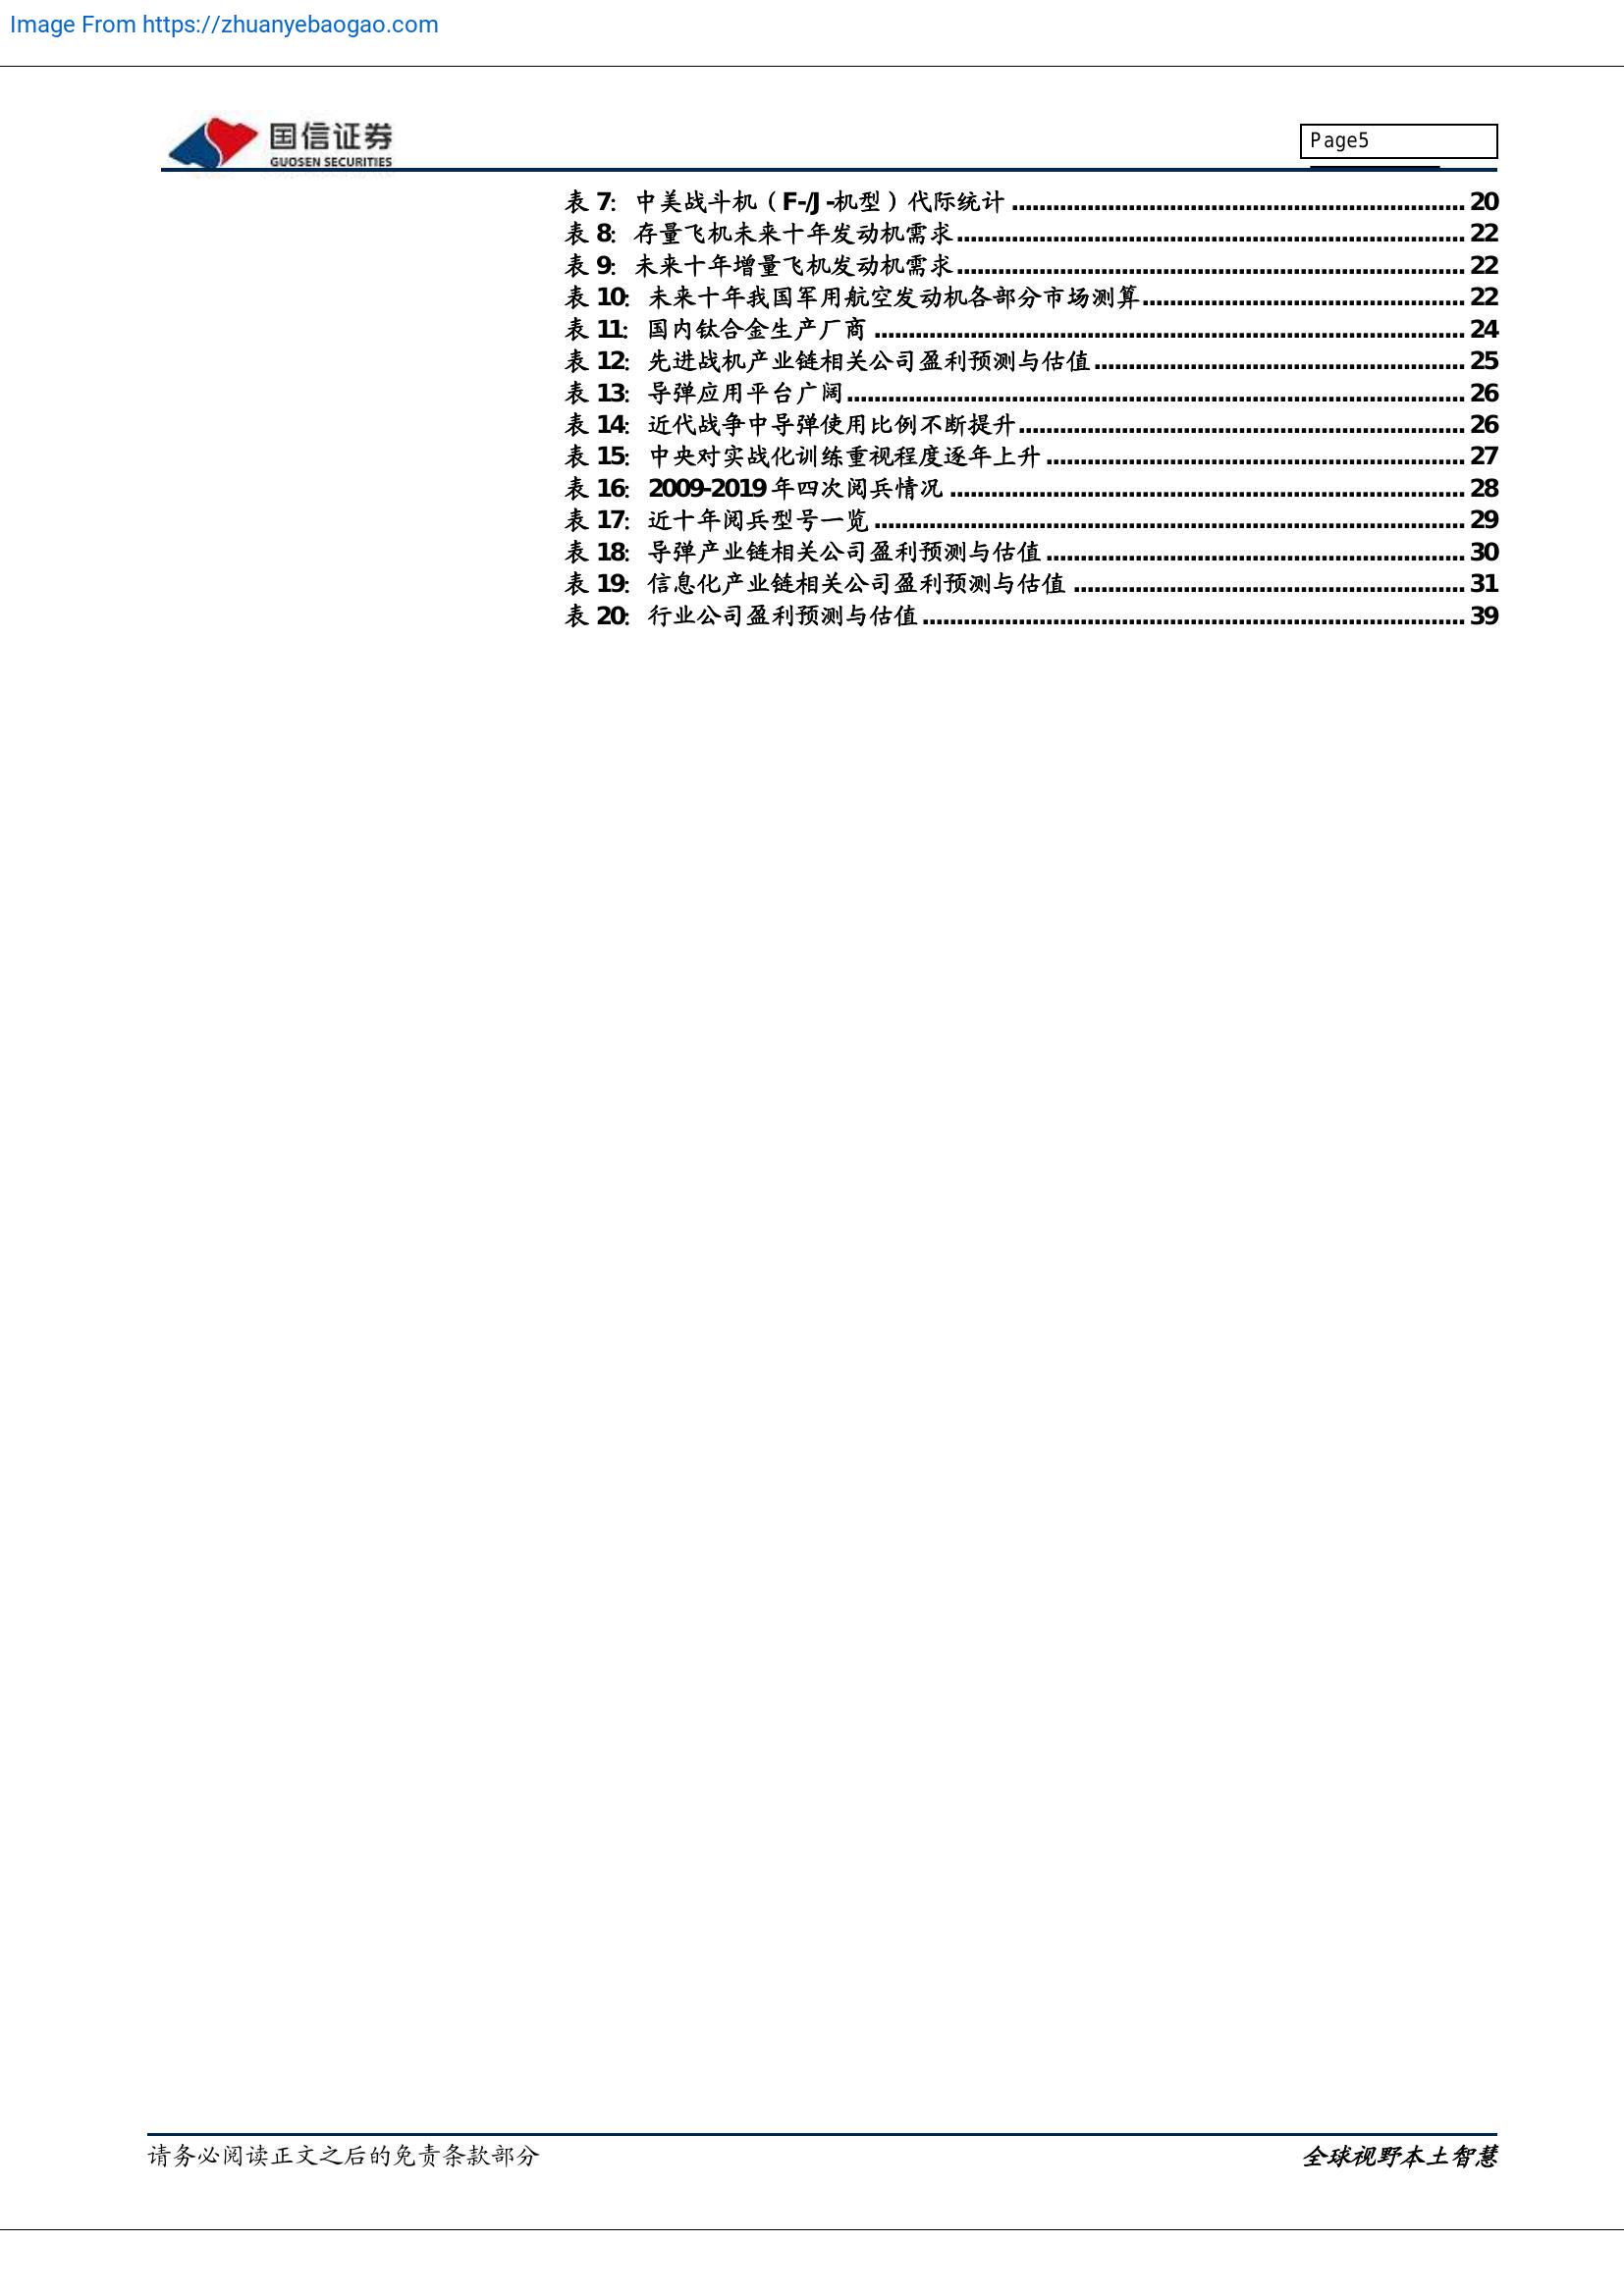 Image From https://zhuanyebaogao.com
国信证券
GUOSEN SECURITIES
Page5
表 7: 中美战斗机（F-/J-机型）代际统计 ........................................ 20
表 8: 存量飞机未来十年发动机需求 ........................................ 22
表 9: 未来十年增量飞机发动机需求 ........................................ 22
表 10: 未来十年我国军用航空发动机各部分市场测算 ........................................ 22
表 11: 国内钛合金生产厂商 ........................................ 24
表 12: 先进战机产业链相关公司盈利预测与估值 ........................................ 25
表 13: 导弹应用平台广阔 ........................................ 26
表 14: 近代战争中导弹使用比例不断提升 ........................................ 26
表 15: 中央对实战化训练重视程度逐年上升 ........................................ 27
表 16: 2009-2019 年四次阅兵情况 ........................................ 28
表 17: 近十年阅兵型号一览 ........................................ 29
表 18: 导弹产业链相关公司盈利预测与估值 ........................................ 30
表 19: 信息化产业链相关公司盈利预测与估值 ........................................ 31
表 20: 行业公司盈利预测与估值 ........................................ 39
请务必阅读正文之后的免责条款部分
全球视野本土智慧